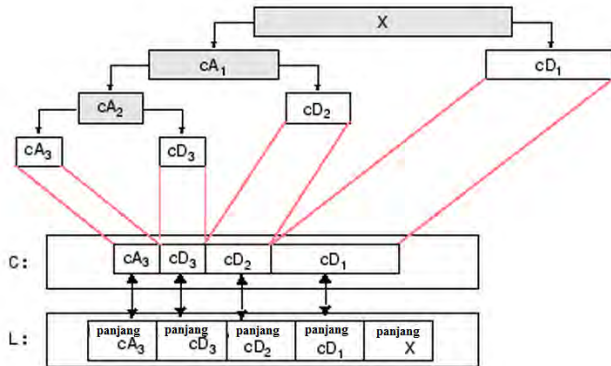 X
cA1
cD1
cA2
cD2
cA3
cD3
C: cA3 cD3 cD2 cD1
L: panjang panjang panjang panjang panjang
cA3 cD3 cD2 cD1 X